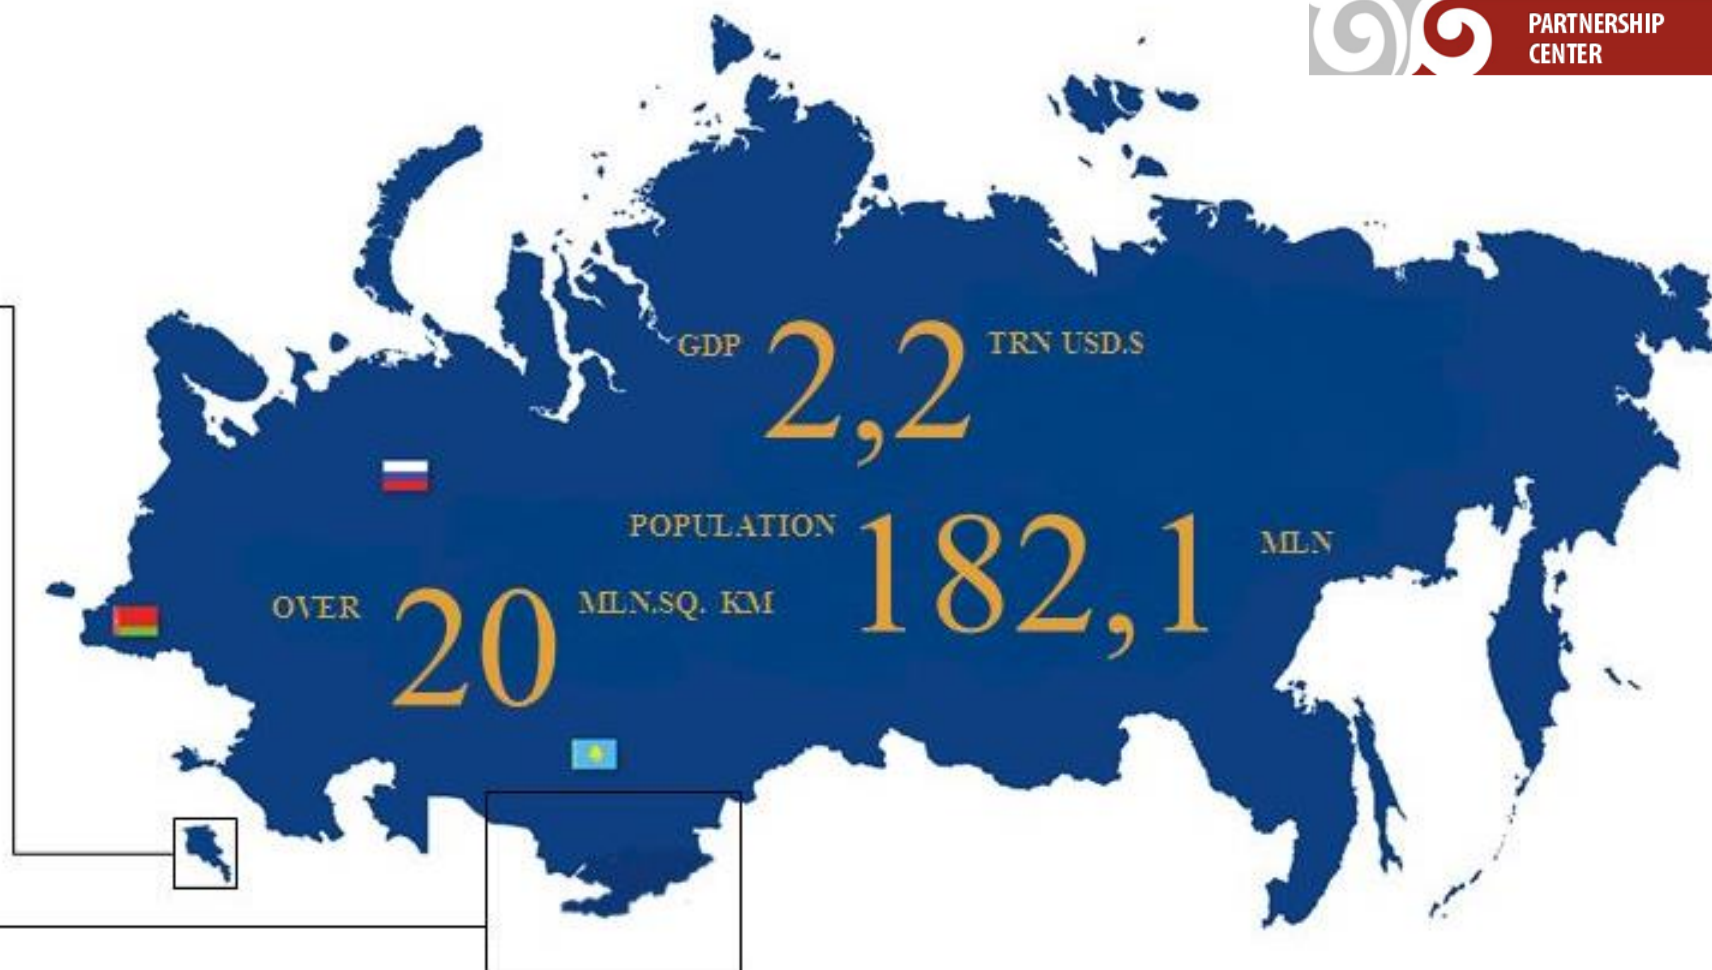 PARTNERSHIP
CENTER
GDP 2,2 TRN USD.S
POPULATION 182,1 MLN
OVER 20 MLN.SQ. KM